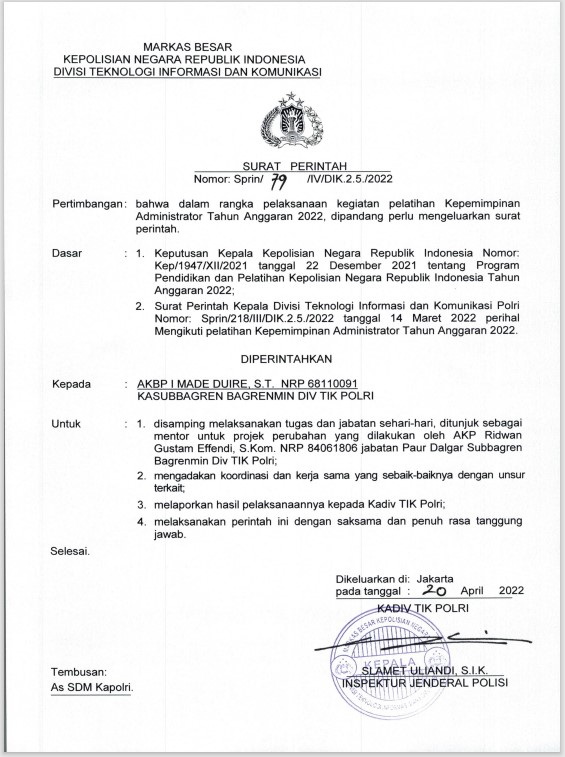 MARKAS BESAR
KEPOLISIAN NEGARA REPUBLIK INDONESIA
DIVISI TEKNOLOGI INFORMASI DAN KOMUNIKASI
SURAT PERINTAH
Nomor: Sprin/ 79 /IV/DIK.2.5./2022
Pertimbangan : bahwa dalam rangka pelaksanaan kegiatan pelatihan Kepemimpinan
Administrator Tahun Anggaran 2022, dipandang perlu mengeluarkan surat
perintah.
Dasar : 1. Keputusan Kepala Kepolisian Negara Republik Indonesia Nomor:
Kep/1947/XII/2021 tanggal 22 Desember 2021 tentang Program
Pendidikan dan Pelatihan Kepolisian Negara Republik Indonesia Tahun
Anggaran 2022;
2. Surat Perintah Kepala Divisi Teknologi Informasi dan Komunikasi Polri
Nomor: Sprin/218/III/DIK.2.5./2022 tanggal 14 Maret 2022 perihal
Mengikuti pelatihan Kepemimpinan Administrator Tahun Anggaran 2022.
DIPERINTAHKAN
Kepada : AKBP I MADE DUIRE, S.T. NRP 68110091
KASUBBAGREN BAGRENMIN DIV TIK POLRI
Untuk : 1. disamping melaksanakan tugas dan jabatan sehari-hari, ditunjuk sebagai
mentor untuk projek perubahan yang dilakukan oleh AKP Ridwan
Gustam Effendi, S.Kom. NRP 84061806 jabatan Paur Dalgar Subbagren
Bagrenmin Div TIK Polri;
2. mengadakan koordinasi dan kerja sama yang sebaik-baiknya dengan unsur
terkait;
3. melaporkan hasil pelaksanaannya kepada Kadiv TIK Polri;
4. melaksanakan perintah ini dengan saksama dan penuh rasa tanggung
jawab.
Selesai.
Dikeluarkan di: Jakarta
pada tanggal : 20 April 2022
KADIV TIK POLRI
MARKAS BESAR KEPOLISIAN NEGARA
KEPALA
SLAMET ULIANDI, S.I.K.
INSPEKTUR JENDERAL POLISI
Tembusan:
As SDM Kapolri.